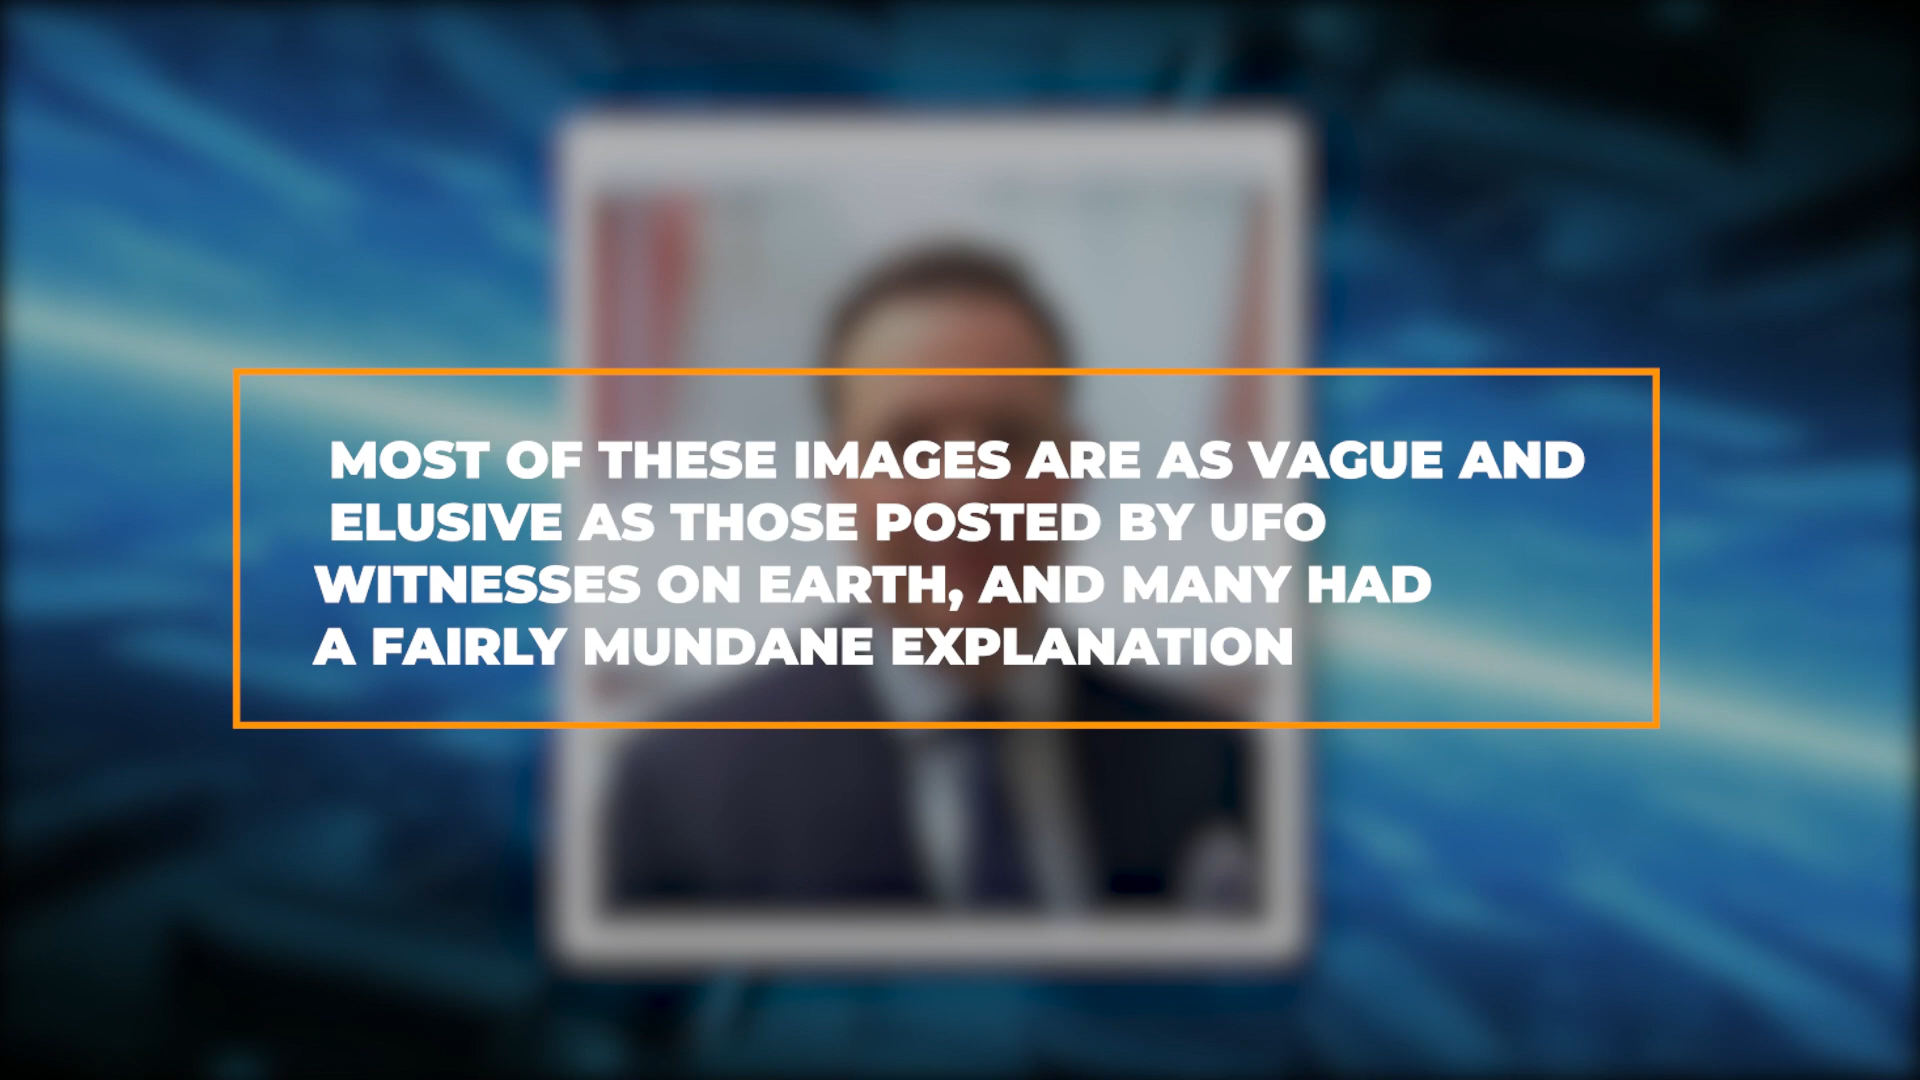 MOST OF THESE IMAGES ARE AS VAGUE AND
ELUSIVE AS THOSE POSTED BY UFO
WITNESSES ON EARTH, AND MANY HAD
A FAIRLY MUNDANE EXPLANATION